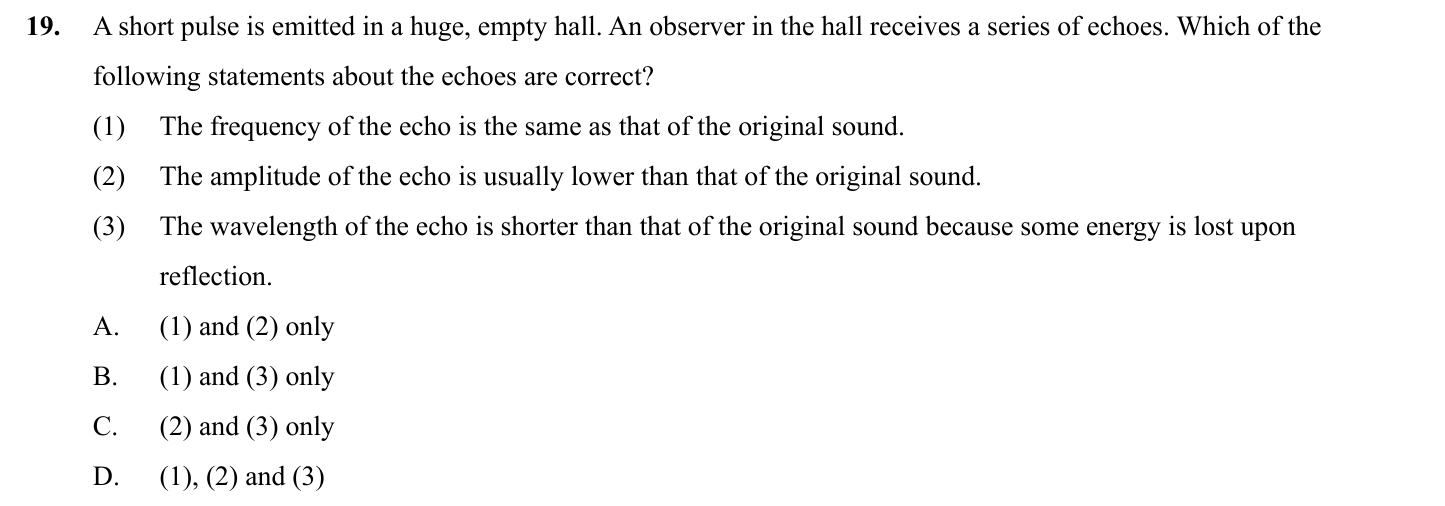 19. A short pulse is emitted in a huge, empty hall. An observer in the hall receives a series of echoes. Which of the
following statements about the echoes are correct?
(1) The frequency of the echo is the same as that of the original sound.
(2) The amplitude of the echo is usually lower than that of the original sound.
(3) The wavelength of the echo is shorter than that of the original sound because some energy is lost upon
reflection.
A. (1) and (2) only
B. (1) and (3) only
C. (2) and (3) only
D. (1), (2) and (3)